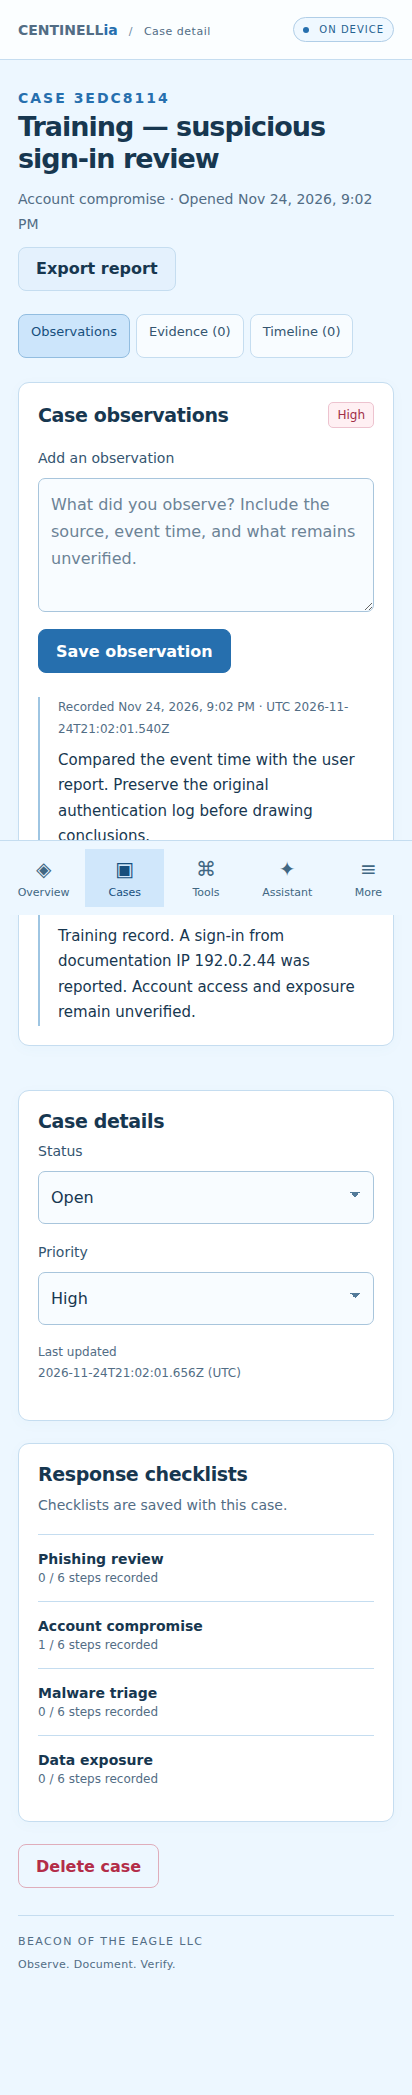 CENTINELLia / Case detail
ON DEVICE
CASE 3EDC8114
Training — suspicious
sign-in review
Account compromise · Opened Nov 24, 2026, 9:02
PM
Export report
Observations
Evidence (0)
Timeline (0)
Case observations
High
Add an observation
What did you observe? Include the
source, event time, and what remains
unverified.
Save observation
Recorded Nov 24, 2026, 9:02 PM · UTC 2026-11-
24T21:02:01.540Z
Compared the event time with the user
report. Preserve the original
authentication log before drawing
conclusions.
Overview
Cases
Tools
Assistant
More
Training record. A sign-in from
documentation IP 192.0.2.44 was
reported. Account access and exposure
remain unverified.
Case details
Status
Open
Priority
High
Last updated
2026-11-24T21:02:01.656Z (UTC)
Response checklists
Checklists are saved with this case.
Phishing review
0 / 6 steps recorded
Account compromise
1 / 6 steps recorded
Malware triage
0 / 6 steps recorded
Data exposure
0 / 6 steps recorded
Delete case
BEACON OF THE EAGLE LLC
Observe. Document. Verify.